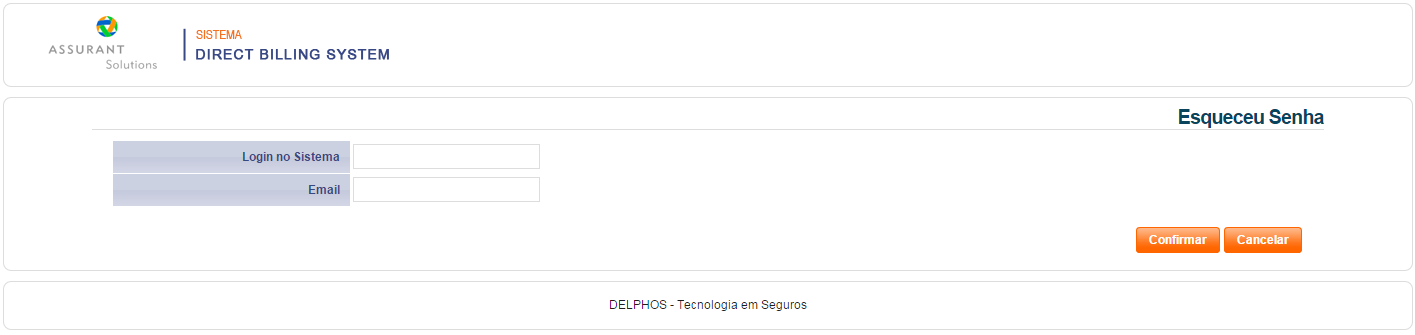 ASSURANT
Solutions
SISTEMA
DIRECT BILLING SYSTEM
Esqueceu Senha
Login no Sistema
Email
Confirmar Cancelar
DELPHOS - Tecnologia em Seguros